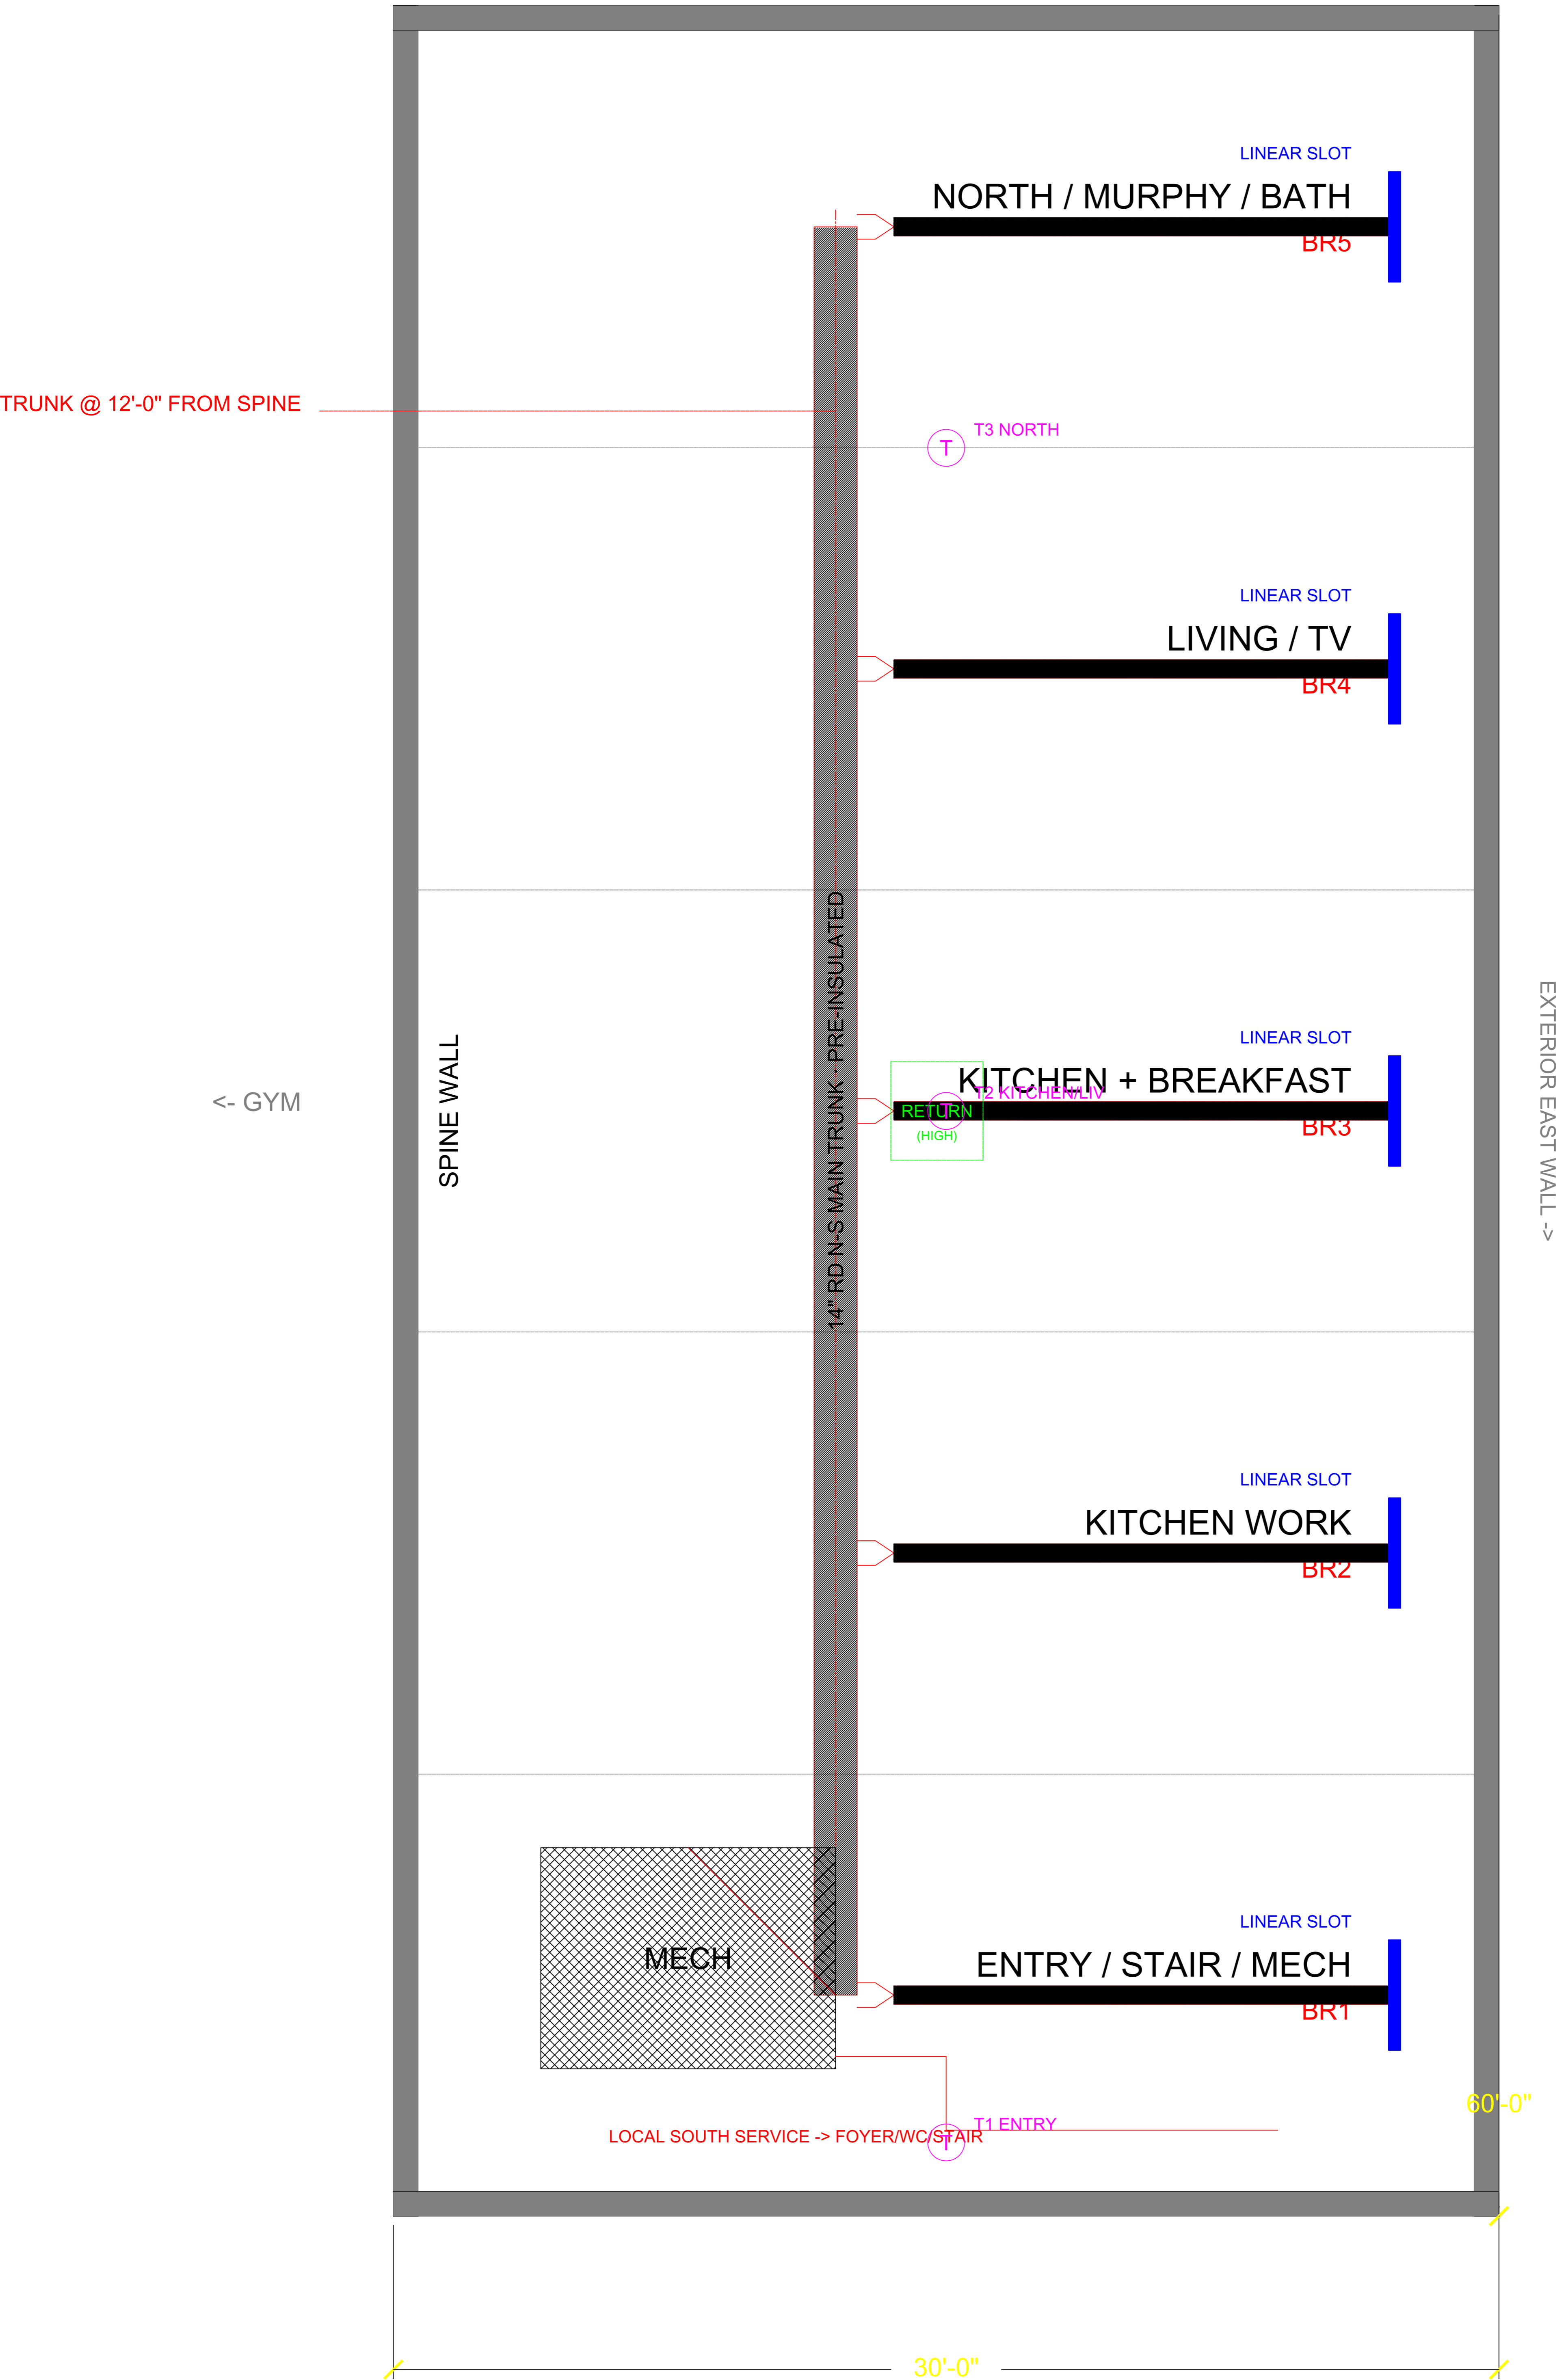 LINEAR SLOT
NORTH / MURPHY / BATH
BR5
TRUNK @ 12'-0" FROM SPINE
T3 NORTH
T
LINEAR SLOT
LIVING / TV
BR4
14" RD N-S MAIN TRUNK · PRE-INSULATED
SPINE WALL
<- GYM
EXTERIOR EAST WALL ->
LINEAR SLOT
KITCHEN + BREAKFAST
T2 KITCHEN/LIV
RETURN
T
(HIGH)
BR3
LINEAR SLOT
KITCHEN WORK
BR2
LINEAR SLOT
ENTRY / STAIR / MECH
MECH
BR1
60'-0"
T1 ENTRY
LOCAL SOUTH SERVICE -> FOYER/WC/STAIR
T
30'-0"